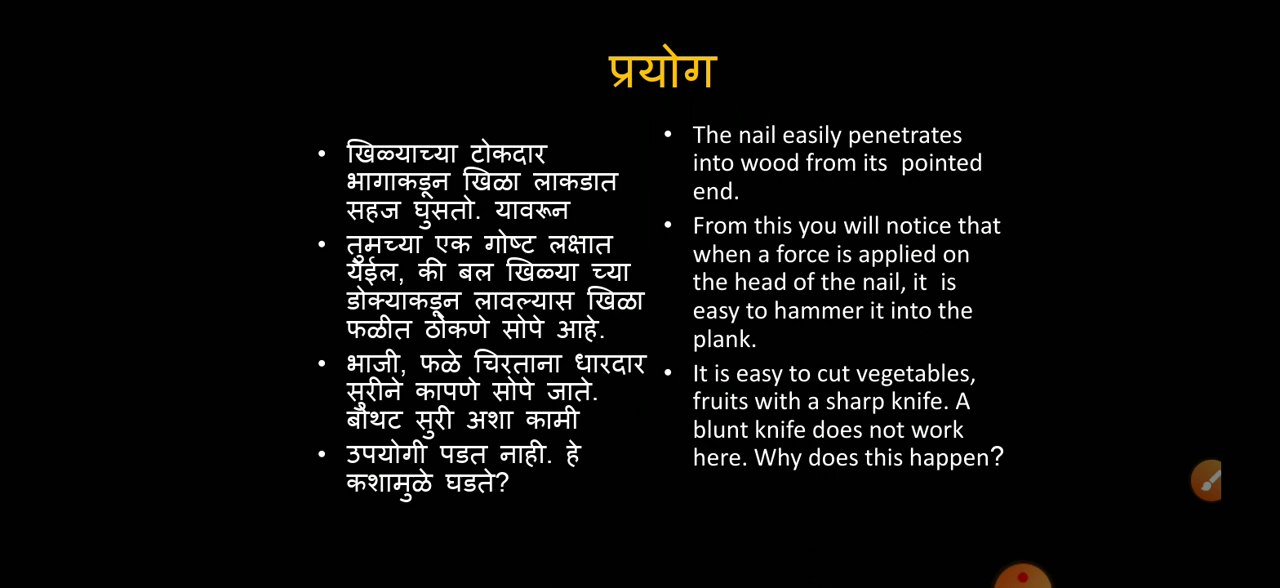 प्रयोग
• खिळ्याच्या टोकदार
भागाकडून खिळा लाकडात
सहज घुसतो. यावरून
• तुमच्या एक गोष्ट लक्षात
येईल, की बल खिळ्या च्या
डोक्याकडून लावल्यास खिळा
फळीत ठोकणे सोपे आहे.
• भाजी, फळे चिरताना धारदार
सुरीने कापणे सोपे जाते.
बोथट सुरी अशा कामी
• उपयोगी पडत नाही. हे
कशामुळे घडते?
• The nail easily penetrates
into wood from its pointed
end.
• From this you will notice that
when a force is applied on
the head of the nail, it is
easy to hammer it into the
plank.
• It is easy to cut vegetables,
fruits with a sharp knife. A
blunt knife does not work
here. Why does this happen?